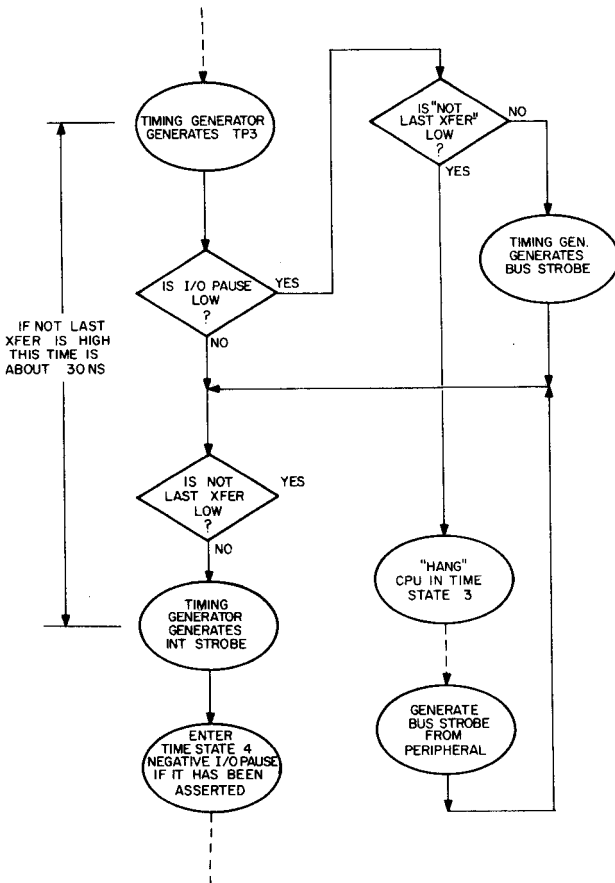 TIMING GENERATOR
GENERATES TP3
IS I/O PAUSE
LOW
?
YES
NO
IF NOT LAST
XFER IS HIGH
THIS TIME IS
ABOUT 30 NS
IS NOT
LAST XFER
LOW
?
YES
NO
TIMING
GENERATOR
GENERATES
INT STROBE
ENTER
TIME STATE 4
NEGATIVE I/O PAUSE
IF IT HAS BEEN
ASSERTED
IS "NOT
LAST XFER"
LOW
?
NO
YES
TIMING GEN.
GENERATES
BUS STROBE
"HANG"
CPU IN TIME
STATE 3
GENERATE
BUS STROBE
FROM
PERIPHERAL